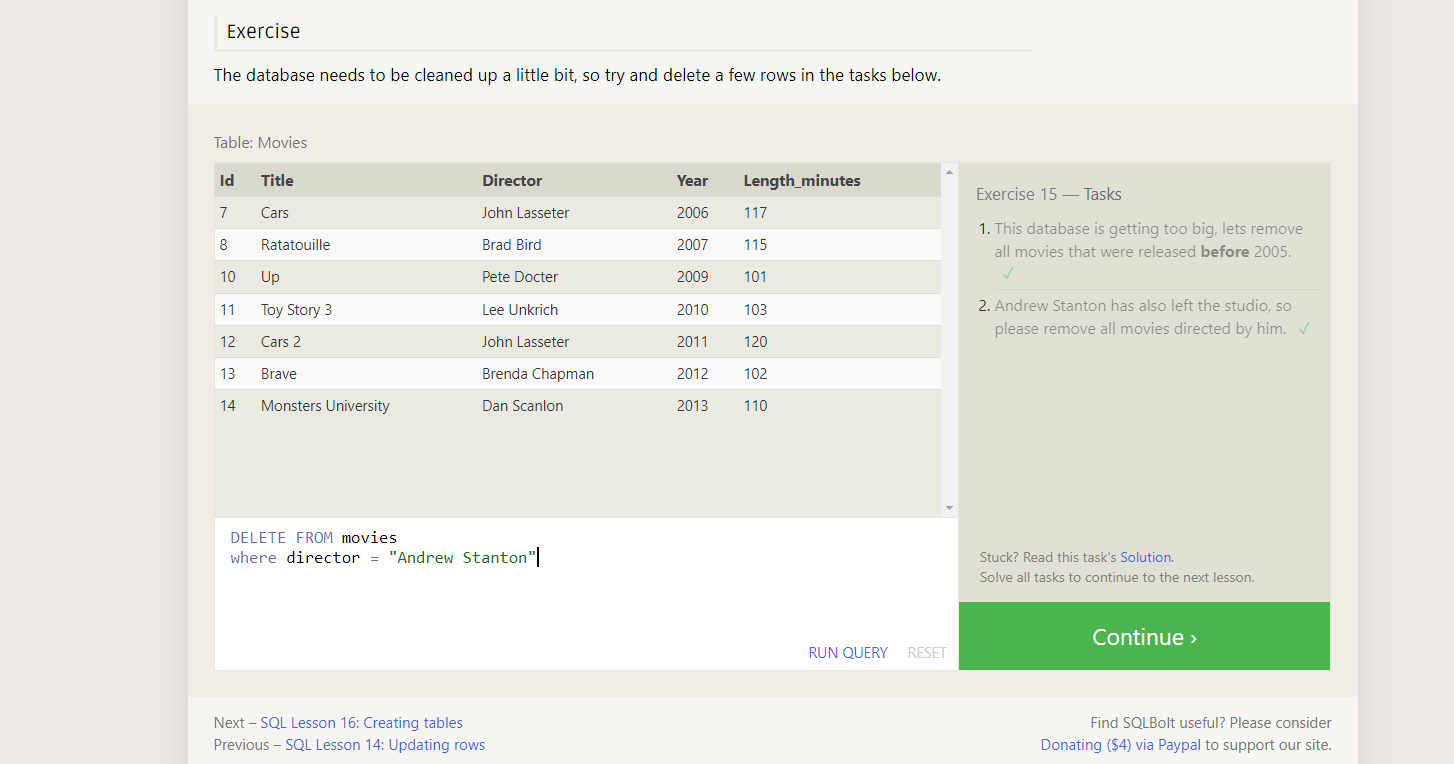 Exercise
The database needs to be cleaned up a little bit, so try and delete a few rows in the tasks below.
Table: Movies
Id Title Director Year Length_minutes
7 Cars John Lasseter 2006 117
8 Ratatouille Brad Bird 2007 115
10 Up Pete Docter 2009 101
11 Toy Story 3 Lee Unkrich 2010 103
12 Cars 2 John Lasseter 2011 120
13 Brave Brenda Chapman 2012 102
14 Monsters University Dan Scanlon 2013 110
DELETE FROM movies
where director = "Andrew Stanton"
RUN QUERY RESET
Exercise 15 — Tasks
1. This database is getting too big, lets remove
all movies that were released before 2005.
✓
2. Andrew Stanton has also left the studio, so
please remove all movies directed by him. ✓
Stuck? Read this task's Solution.
Solve all tasks to continue to the next lesson.
Continue ›
Next – SQL Lesson 16: Creating tables
Previous – SQL Lesson 14: Updating rows
Find SQLBolt useful? Please consider
Donating ($4) via Paypal to support our site.